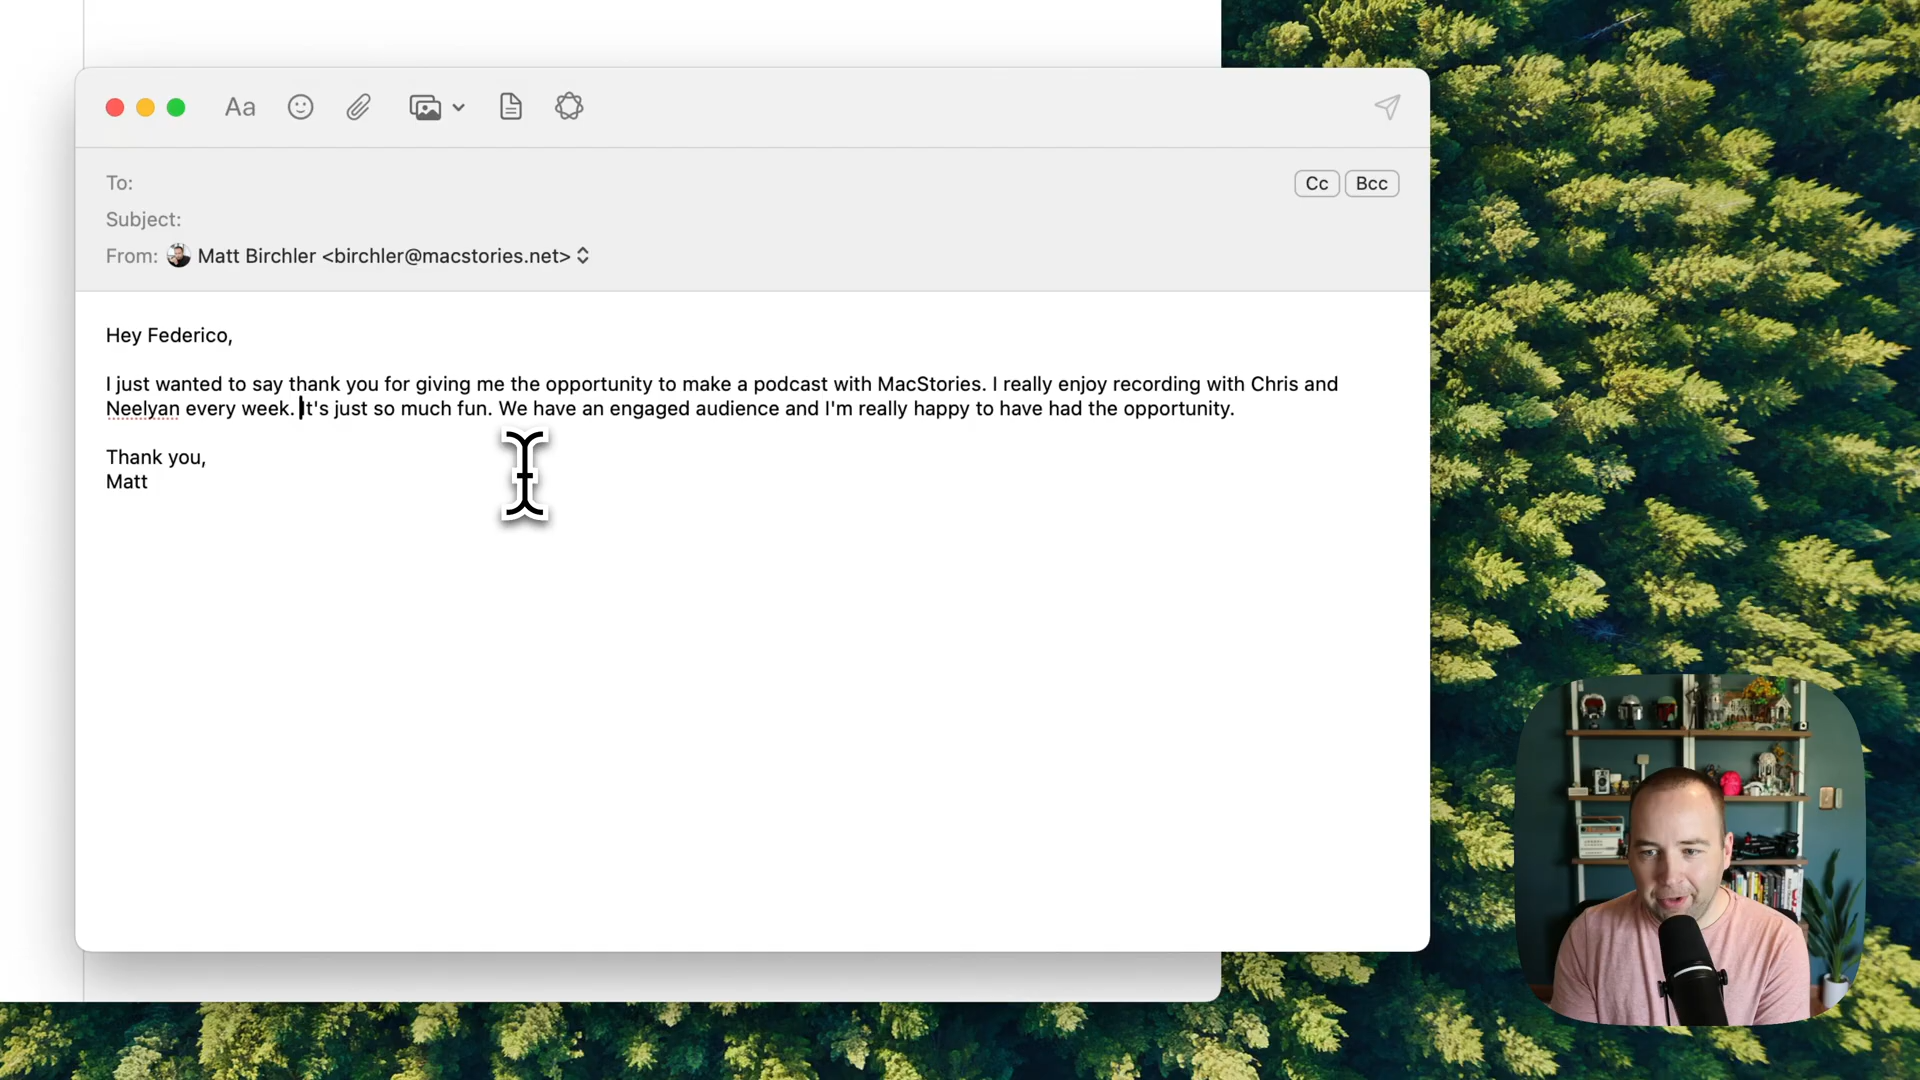 Aa
Cc Bcc
To:
Subject:
From: Matt Birchler <birchler@macstories.net>
Hey Federico,
I just wanted to say thank you for giving me the opportunity to make a podcast with MacStories. I really enjoy recording with Chris and
Neelyan every week. It's just so much fun. We have an engaged audience and I'm really happy to have had the opportunity.
Thank you,
Matt